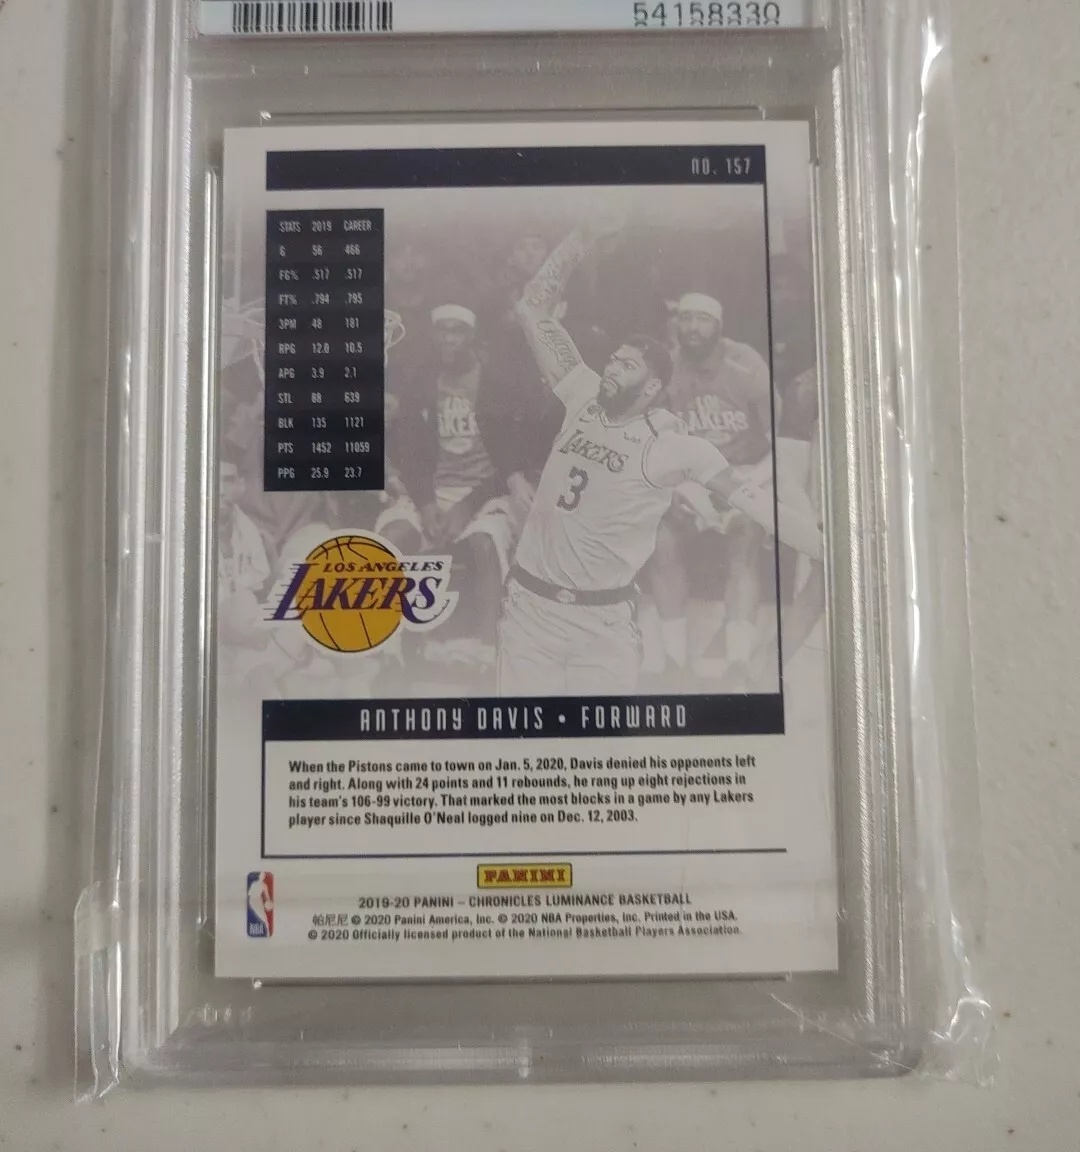 54158330
NO. 157
STATS 2019 CAREER
G 56 466
FG% .517 .517
FT% .794 .795
3PM 48 181
RPG 12.0 10.5
APG 3.9 2.1
STL 88 639
BLK 135 1121
PTS 1452 11059
PPG 25.9 23.7
LAKERS
3
LOS ANGELES
LAKERS
ANTHONY DAVIS • FORWARD
When the Pistons came to town on Jan. 5, 2020, Davis denied his opponents left
and right. Along with 24 points and 11 rebounds, he rang up eight rejections in
his team's 106-99 victory. That marked the most blocks in a game by any Lakers
player since Shaquille O'Neal logged nine on Dec. 12, 2003.
PANINI
2019-20 PANINI – CHRONICLES LUMINANCE BASKETBALL
帕尼尼 © 2020 Panini America, Inc. © 2020 NBA Properties, Inc. Printed in the USA.
© 2020 Officially licensed product of the National Basketball Players Association.
NBA